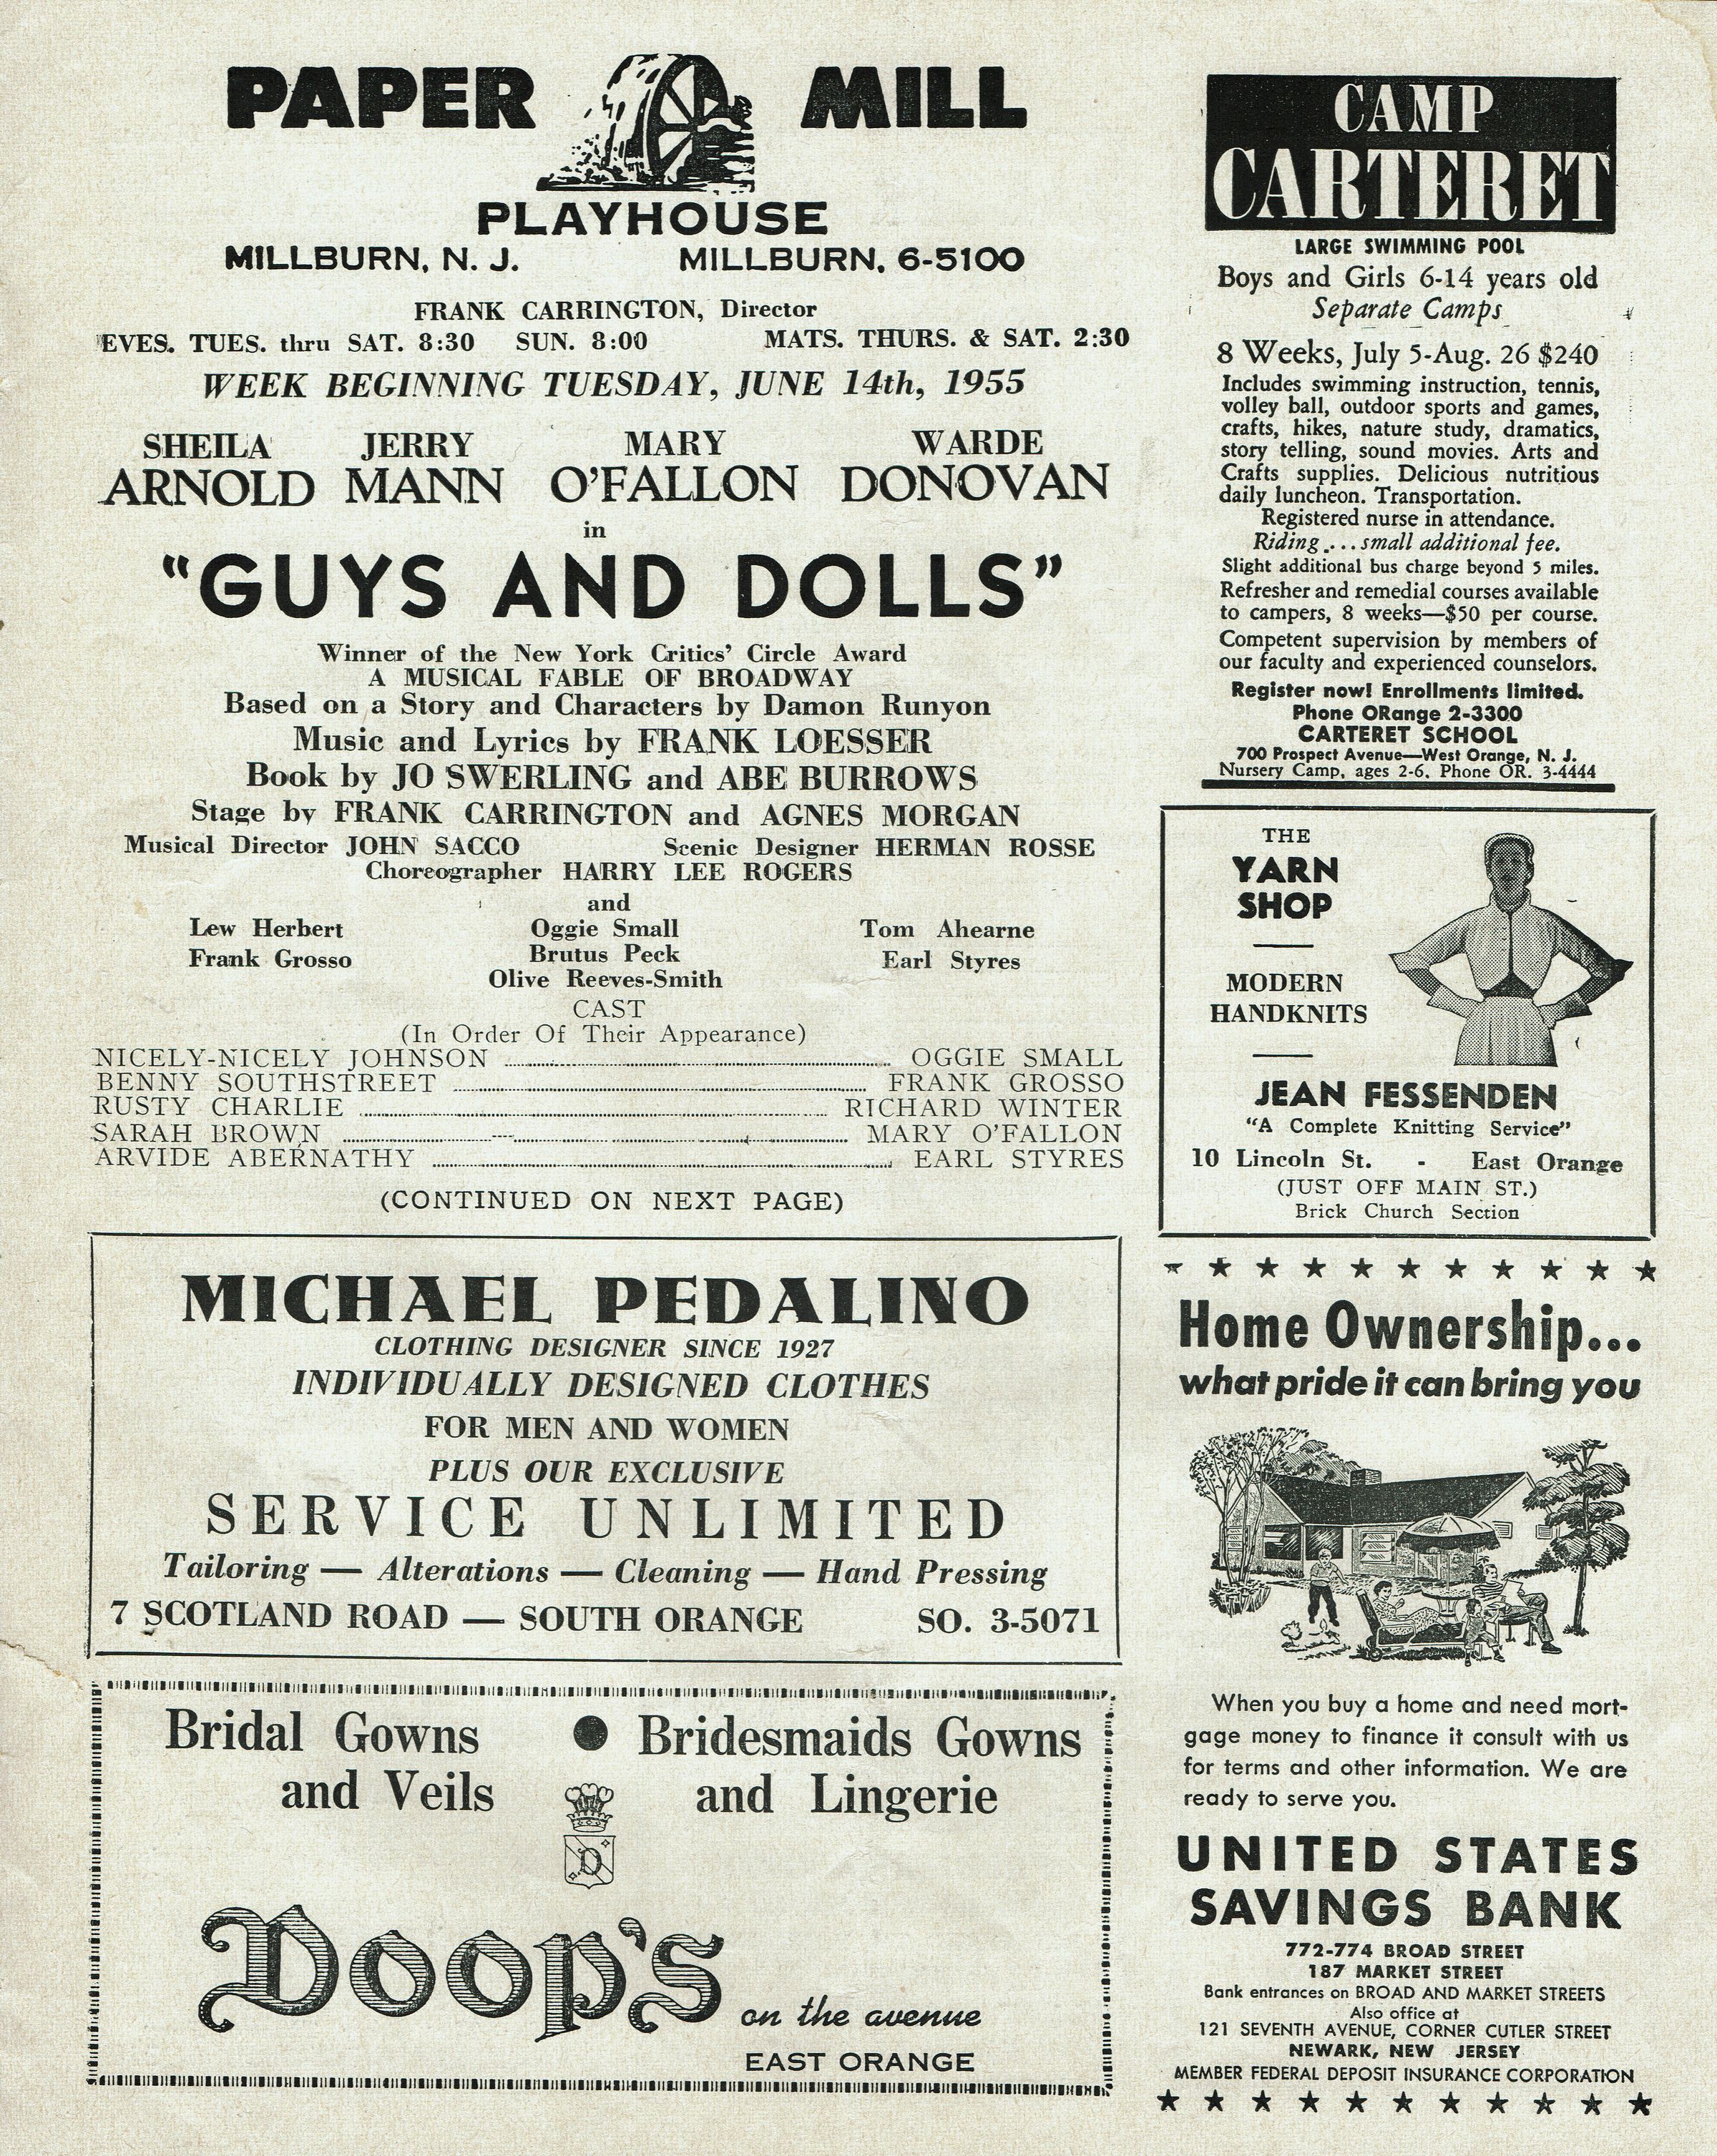 PAPER MILL
PLAYHOUSE
MILLBURN, N. J. MILLBURN, 6-5100
FRANK CARRINGTON, Director
EVES. TUES. thru SAT. 8:30 SUN. 8:00 MATS. THURS. & SAT. 2:30
WEEK BEGINNING TUESDAY, JUNE 14th, 1955
SHEILA JERRY MARY WARDE
ARNOLD MANN O'FALLON DONOVAN
in
"GUYS AND DOLLS"
Winner of the New York Critics' Circle Award
A MUSICAL FABLE OF BROADWAY
Based on a Story and Characters by Damon Runyon
Music and Lyrics by FRANK LOESSER
Book by JO SWERLING and ABE BURROWS
Stage by FRANK CARRINGTON and AGNES MORGAN
Musical Director JOHN SACCO Scenic Designer HERMAN ROSSE
Choreographer HARRY LEE ROGERS
and
Lew Herbert Oggie Small Tom Ahearne
Frank Grosso Brutus Peck Earl Styres
Olive Reeves-Smith
CAST
(In Order Of Their Appearance)
NICELY-NICELY JOHNSON ........ OGGIE SMALL
BENNY SOUTHSTREET ........ FRANK GROSSO
RUSTY CHARLIE ........ RICHARD WINTER
SARAH BROWN ........ MARY O'FALLON
ARVIDE ABERNATHY ........ EARL STYRES
(CONTINUED ON NEXT PAGE)
MICHAEL PEDALINO
CLOTHING DESIGNER SINCE 1927
INDIVIDUALLY DESIGNED CLOTHES
FOR MEN AND WOMEN
PLUS OUR EXCLUSIVE
SERVICE UNLIMITED
Tailoring — Alterations — Cleaning — Hand Pressing
7 SCOTLAND ROAD — SOUTH ORANGE SO. 3-5071
Bridal Gowns ● Bridesmaids Gowns
and Veils and Lingerie
D
Doop's on the avenue
EAST ORANGE
CAMP
CARTERET
LARGE SWIMMING POOL
Boys and Girls 6-14 years old
Separate Camps
8 Weeks, July 5-Aug. 26 $240
Includes swimming instruction, tennis,
volley ball, outdoor sports and games,
crafts, hikes, nature study, dramatics,
story telling, sound movies. Arts and
Crafts supplies. Delicious nutritious
daily luncheon. Transportation.
Registered nurse in attendance.
Riding . . . small additional fee.
Slight additional bus charge beyond 5 miles.
Refresher and remedial courses available
to campers, 8 weeks—$50 per course.
Competent supervision by members of
our faculty and experienced counselors.
Register now! Enrollments limited.
Phone ORange 2-3300
CARTERET SCHOOL
700 Prospect Avenue—West Orange, N. J.
Nursery Camp, ages 2-6. Phone OR. 3-4444
THE
YARN
SHOP
MODERN
HANDKNITS
JEAN FESSENDEN
"A Complete Knitting Service"
10 Lincoln St. - East Orange
(JUST OFF MAIN ST.)
Brick Church Section
Home Ownership...
what pride it can bring you
When you buy a home and need mort-
gage money to finance it consult with us
for terms and other information. We are
ready to serve you.
UNITED STATES
SAVINGS BANK
772-774 BROAD STREET
187 MARKET STREET
Bank entrances on BROAD AND MARKET STREETS
Also office at
121 SEVENTH AVENUE, CORNER CUTLER STREET
NEWARK, NEW JERSEY
MEMBER FEDERAL DEPOSIT INSURANCE CORPORATION